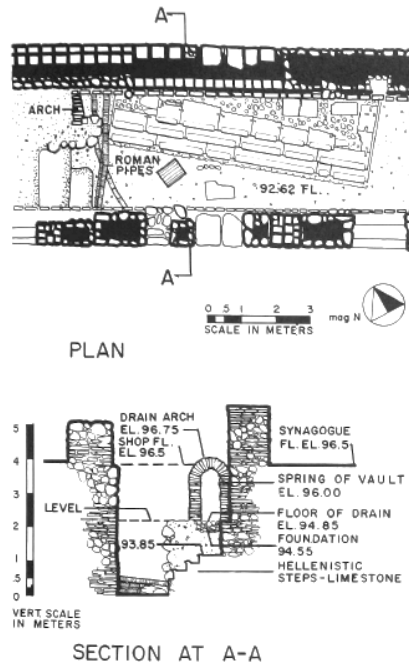 A
ARCH
ROMAN
PIPES
92.62 FL.
A
0 .5 1 2 3
SCALE IN METERS
mag N
PLAN
DRAIN ARCH
EL. 96.75
SHOP FL.
EL. 96.5
SYNAGOGUE
FL. EL. 96.5
SPRING OF VAULT
EL. 96.00
LEVEL
FLOOR OF DRAIN
EL. 94.85
93.85
FOUNDATION
94.55
HELLENISTIC
STEPS-LIMESTONE
5
4
3
2
1
.5
0
VERT. SCALE
IN METERS
SECTION AT A-A